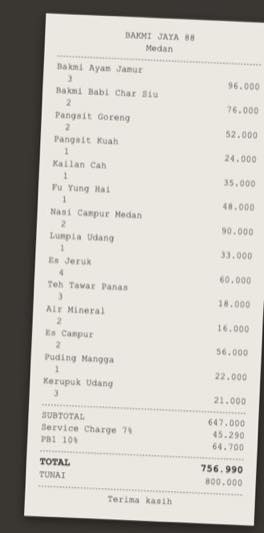 BAKMI JAYA 88
Medan
Bakmi Ayam Jamur
3 96.000
Bakmi Babi Char Siu
2 76.000
Pangsit Goreng
2 52.000
Pangsit Kuah
1 24.000
Kailan Cah
1 35.000
Fu Yung Hai
1 48.000
Nasi Campur Medan
2 90.000
Lumpia Udang
1 33.000
Es Jeruk
4 60.000
Teh Tawar Panas
3 18.000
Air Mineral
2 16.000
Es Campur
2 56.000
Puding Mangga
1 22.000
Kerupuk Udang
3 21.000
SUBTOTAL 647.000
Service Charge 7% 45.290
PB1 10% 64.700
TOTAL 756.990
TUNAI 800.000
Terima kasih